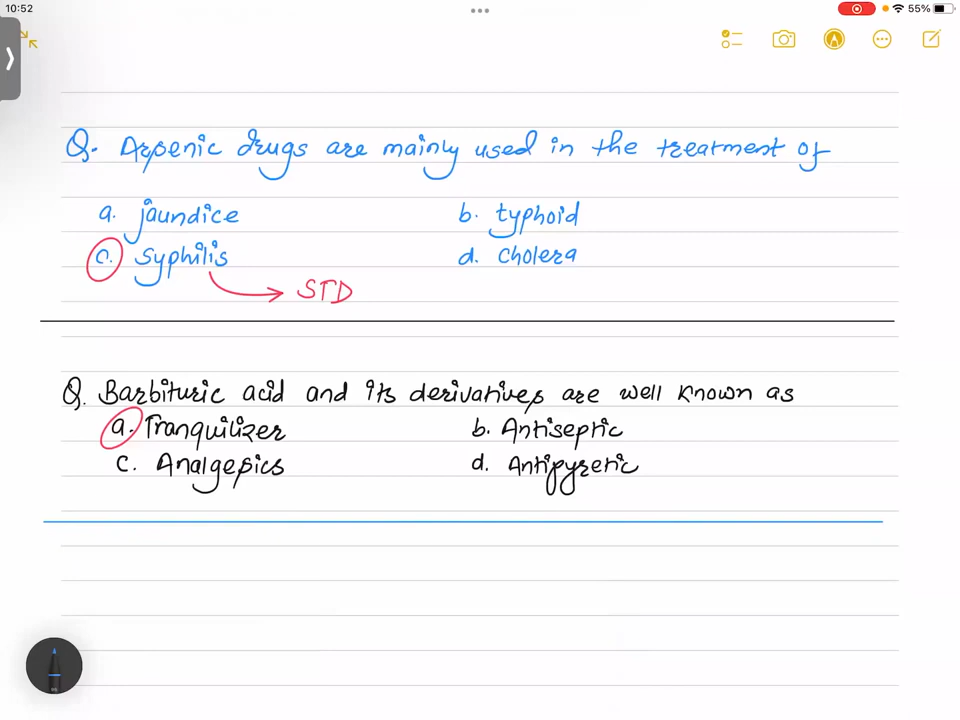 10:52
55%
Q. Arsenic drugs are mainly used in the treatment of
a. jaundice b. typhoid
c. syphilis d. cholera
STD
Q. Barbituric acid and its derivatives are well known as
a. Tranquilizer b. Antiseptic
c. Analgesics d. Antipyretic